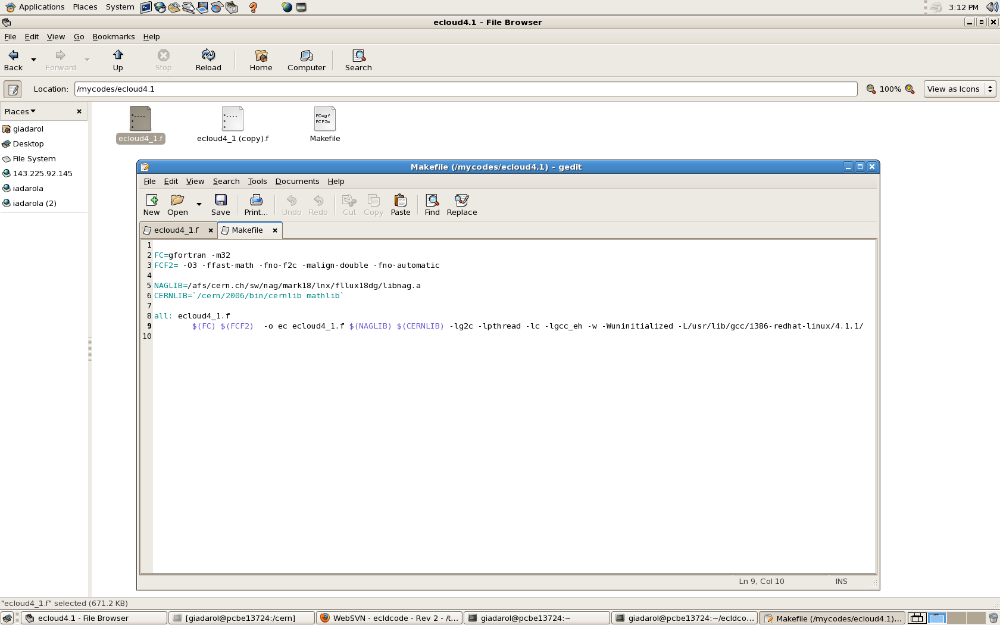 Applications Places System 3:12 PM
ecloud4.1 - File Browser
File Edit View Go Bookmarks Help
Back Forward Up Stop Reload Home Computer Search
Location: /mycodes/ecloud4.1 100% View as Icons
Places
giadarol
Desktop
File System
143.225.92.145
iadarola
iadarola (2)
*----
*
*
ecloud4_1.f
*----
*
*
ecloud4_1 (copy).f
FC=gf
FCF2=
Makefile
Makefile (/mycodes/ecloud4.1) - gedit
File Edit View Search Tools Documents Help
New Open Save Print... Undo Redo Cut Copy Paste Find Replace
ecloud4_1.f Makefile
1
2 FC=gfortran -m32
3 FCF2= -O3 -ffast-math -fno-f2c -malign-double -fno-automatic
4
5 NAGLIB=/afs/cern.ch/sw/nag/mark18/lnx/fllux18dg/libnag.a
6 CERNLIB=`/cern/2006/bin/cernlib mathlib`
7
8 all: ecloud4_1.f
9 $(FC) $(FCF2)  -o ec ecloud4_1.f $(NAGLIB) $(CERNLIB) -lg2c -lpthread -lc -lgcc_eh -w -Wuninitialized -L/usr/lib/gcc/i386-redhat-linux/4.1.1/
10
Ln 9, Col 10 INS
"ecloud4_1.f" selected (671.2 KB)
ecloud4.1 - File Browser [giadarol@pcbe13724:/cern] WebSVN - ecldcode - Rev 2 - /t... giadarol@pcbe13724:~ giadarol@pcbe13724:~/ecldco... Makefile (/mycodes/ecloud4.1)...